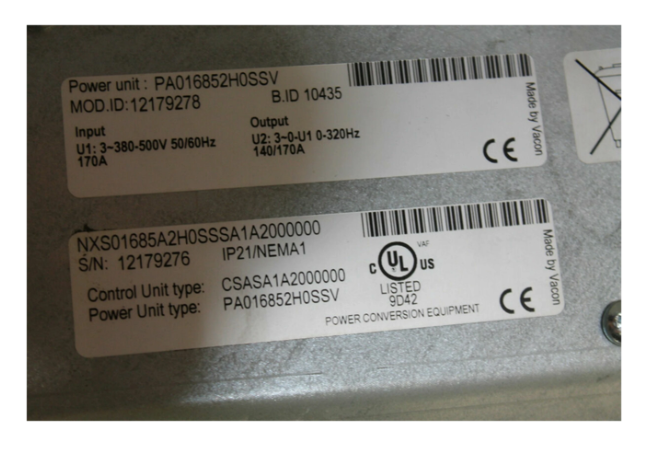 Power unit : PA016852H0SSV
MOD.ID:12179278 B.ID 10435
Input Output
U1: 3~380-500V 50/60Hz U2: 3~0-U1 0-320Hz
170A 140/170A
CE
Made by Vacon
NXS01685A2H0SSSA1A2000000
S/N: 12179276 IP21/NEMA1
Control Unit type: CSASA1A2000000
Power Unit type: PA016852H0SSV
VAF
C UL US
LISTED
9D42
POWER CONVERSION EQUIPMENT
CE
Made by Vacon